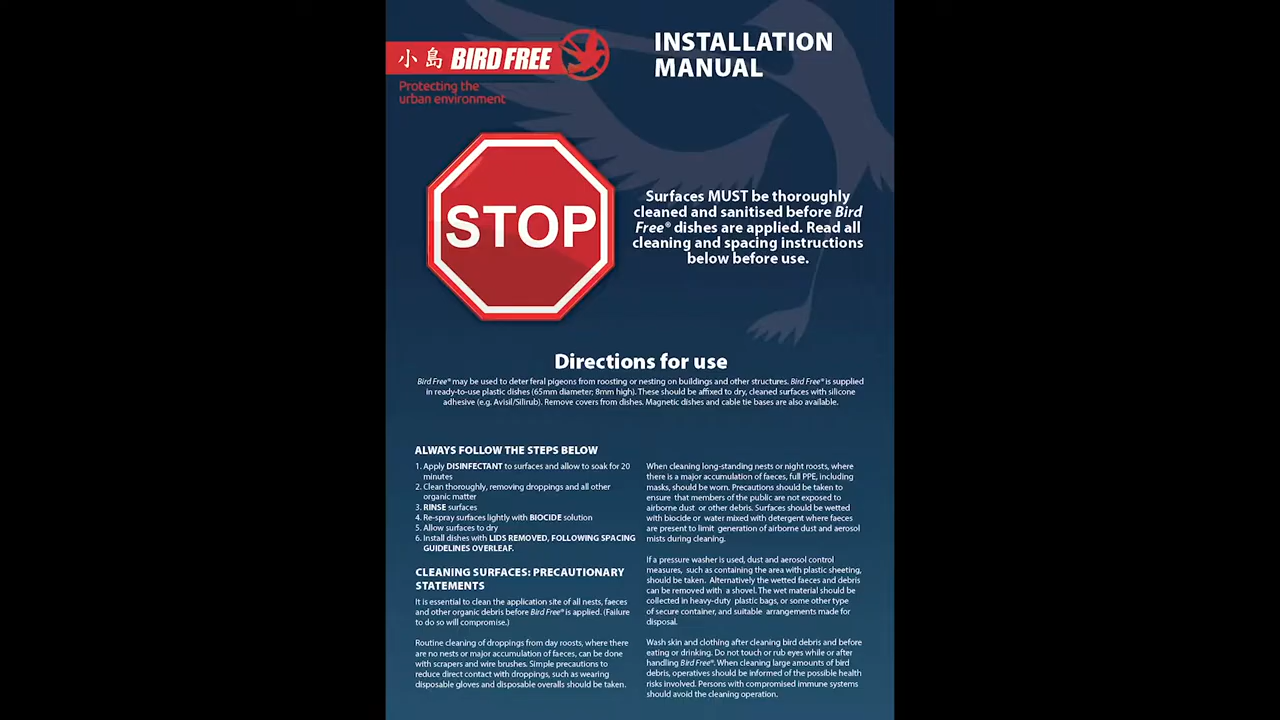 小島 BIRD FREE
Protecting the
urban environment
INSTALLATION
MANUAL
STOP
Surfaces MUST be thoroughly
cleaned and sanitised before Bird
Free® dishes are applied. Read all
cleaning and spacing instructions
below before use.
Directions for use
Bird Free® may be used to deter feral pigeons from roosting or nesting on buildings and other structures. Bird Free® is supplied
in ready-to-use plastic dishes (65mm diameter; 8mm high). These should be affixed to dry, cleaned surfaces with silicone
adhesive (e.g. Avisil/Silirub). Remove covers from dishes. Magnetic dishes and cable tie bases are also available.
ALWAYS FOLLOW THE STEPS BELOW
1. Apply DISINFECTANT to surfaces and allow to soak for 20
minutes
2. Clean thoroughly, removing droppings and all other
organic matter
3. RINSE surfaces
4. Re-spray surfaces lightly with BIOCIDE solution
5. Allow surfaces to dry
6. Install dishes with LIDS REMOVED, FOLLOWING SPACING
GUIDELINES OVERLEAF.
CLEANING SURFACES: PRECAUTIONARY
STATEMENTS
It is essential to clean the application site of all nests, faeces
and other organic debris before Bird Free® is applied. (Failure
to do so will compromise.)
Routine cleaning of droppings from day roosts, where there
are no nests or major accumulation of faeces, can be done
with scrapers and wire brushes. Simple precautions to
reduce direct contact with droppings, such as wearing
disposable gloves and disposable overalls should be taken.
When cleaning long-standing nests or night roosts, where
there is a major accumulation of faeces, full PPE, including
masks, should be worn. Precautions should be taken to
ensure that members of the public are not exposed to
airborne dust or other debris. Surfaces should be wetted
with biocide or water mixed with detergent where faeces
are present to limit generation of airborne dust and aerosol
mists during cleaning.
If a pressure washer is used, dust and aerosol control
measures, such as containing the area with plastic sheeting,
should be taken. Alternatively the wetted faeces and debris
can be removed with a shovel. The wet material should be
collected in heavy-duty plastic bags, or some other type
of secure container, and suitable arrangements made for
disposal.
Wash skin and clothing after cleaning bird debris and before
eating or drinking. Do not touch or rub eyes while or after
handling Bird Free®. When cleaning large amounts of bird
debris, operatives should be informed of the possible health
risks involved. Persons with compromised immune systems
should avoid the cleaning operation.